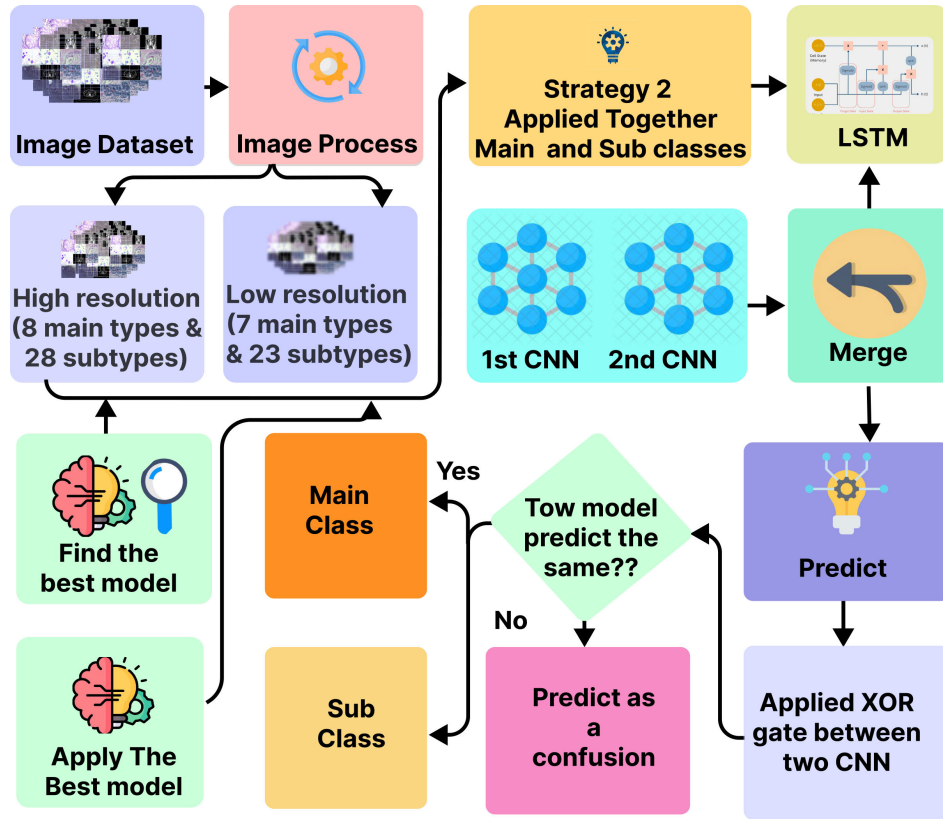 Image Dataset
Image Process
Strategy 2
Applied Together
Main and Sub classes
LSTM
High resolution
(8 main types &
28 subtypes)
Low resolution
(7 main types
& 23 subtypes)
1st CNN
2nd CNN
Merge
Find the
best model
Main
Class
Yes
Tow model
predict the
same??
No
Predict
Apply The
Best model
Sub
Class
Predict as
a
confusion
Applied XOR
gate between
two CNN